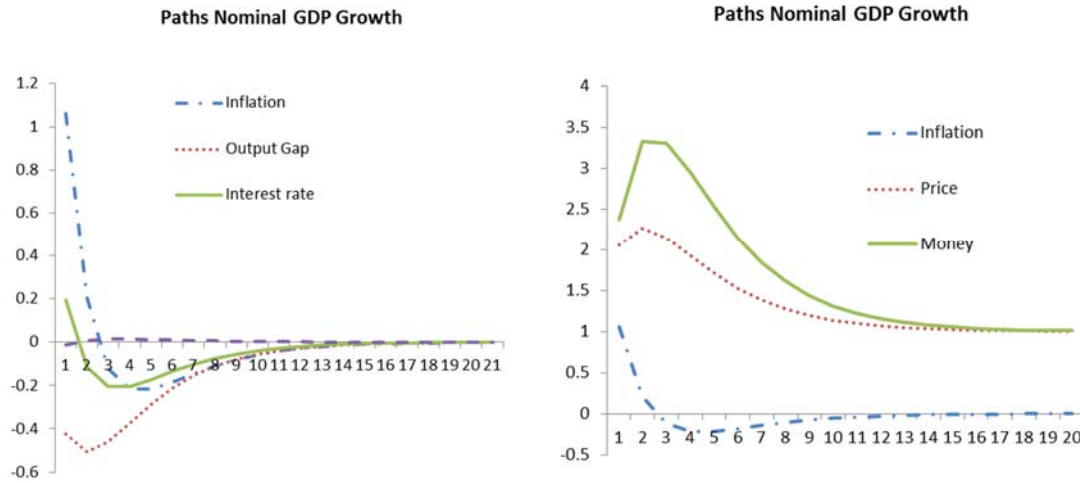 Paths Nominal GDP Growth
1.2
1
0.8
0.6
0.4
0.2
0
-0.2
-0.4
-0.6
Inflation
Output Gap
Interest rate
1 2 3 4 5 6 7 8 9 10 11 12 13 14 15 16 17 18 19 20 21
Paths Nominal GDP Growth
4
3.5
3
2.5
2
1.5
1
0.5
0
-0.5
Inflation
Price
Money
1 2 3 4 5 6 7 8 9 10 11 12 13 14 15 16 17 18 19 20